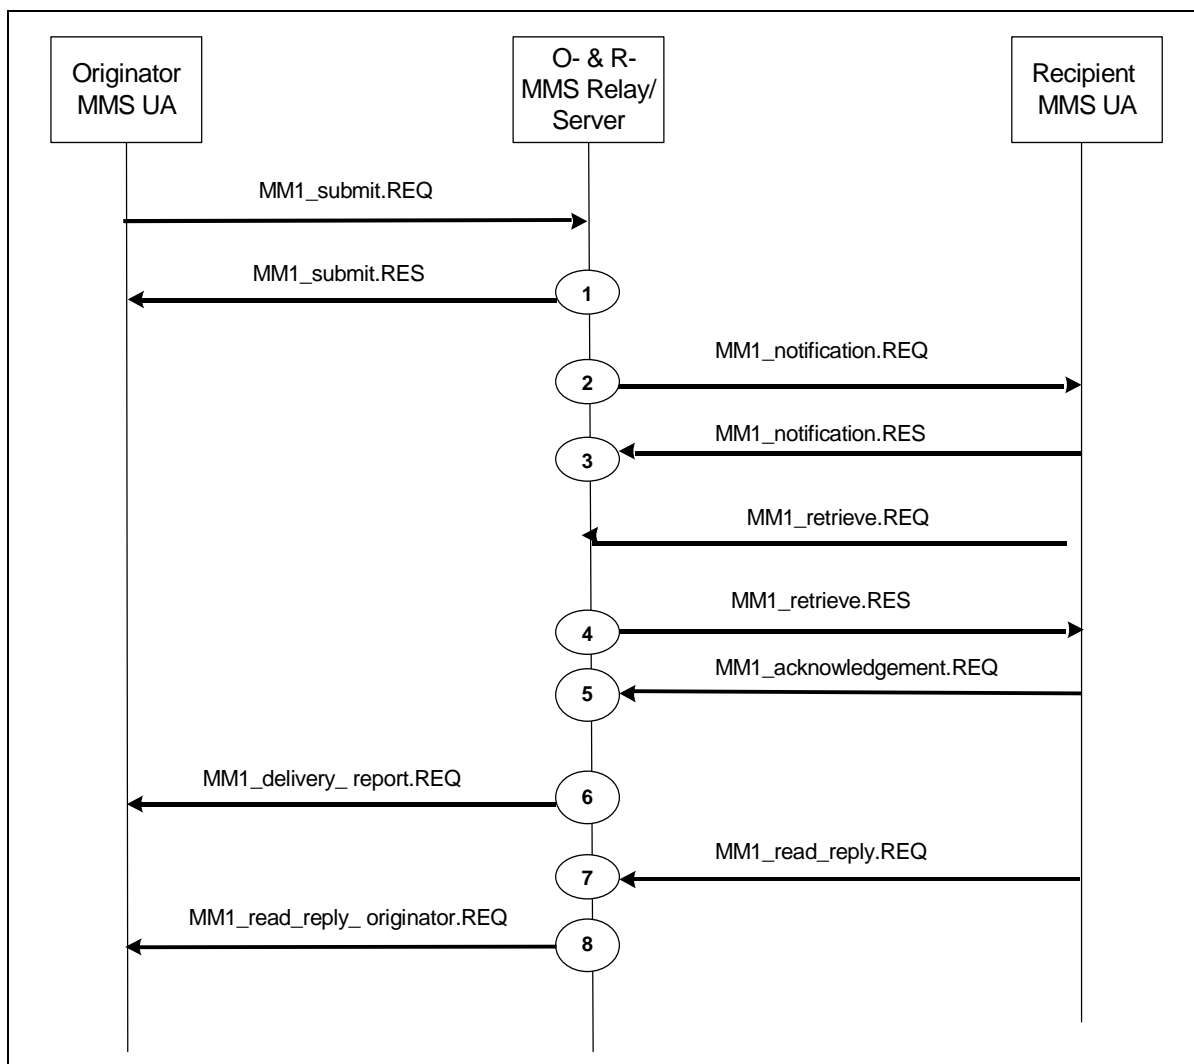 Originator
MMS UA
O- & R-
MMS Relay/
Server
Recipient
MMS UA
MM1_submit.REQ
MM1_submit.RES
1
MM1_notification.REQ
2
MM1_notification.RES
3
MM1_retrieve.REQ
MM1_retrieve.RES
4
MM1_acknowledgement.REQ
5
MM1_delivery_ report.REQ
6
MM1_read_reply.REQ
7
MM1_read_reply_ originator.REQ
8